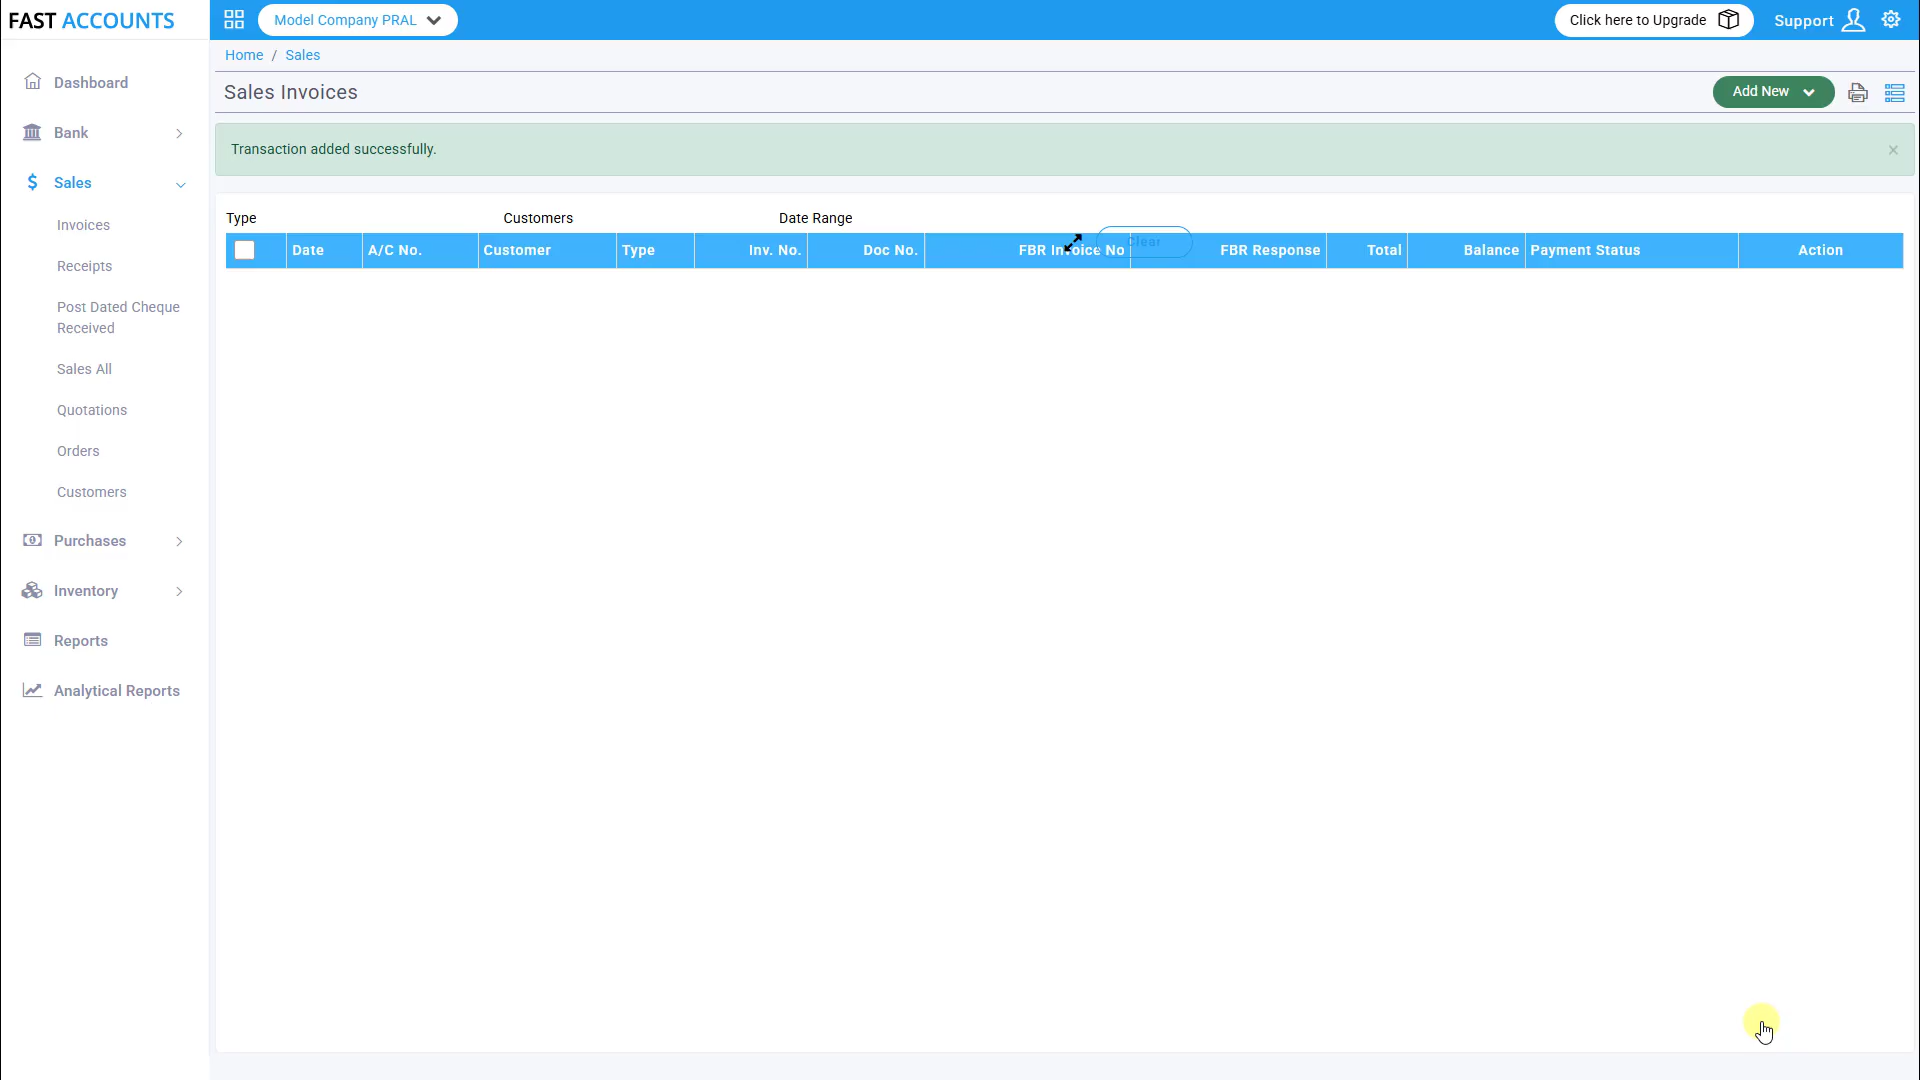 FAST ACCOUNTS
Model Company PRAL
Click here to Upgrade
Support
Home / Sales
Dashboard
Sales Invoices
Add New
Bank
Transaction added successfully.
×
Sales
Type
Customers
Date Range
Clear
Date
A/C No.
Customer
Type
Inv. No.
Doc No.
FBR Invoice No
FBR Response
Total
Balance
Payment Status
Action
Invoices
Receipts
Post Dated Cheque
Received
Sales All
Quotations
Orders
Customers
Purchases
Inventory
Reports
Analytical Reports